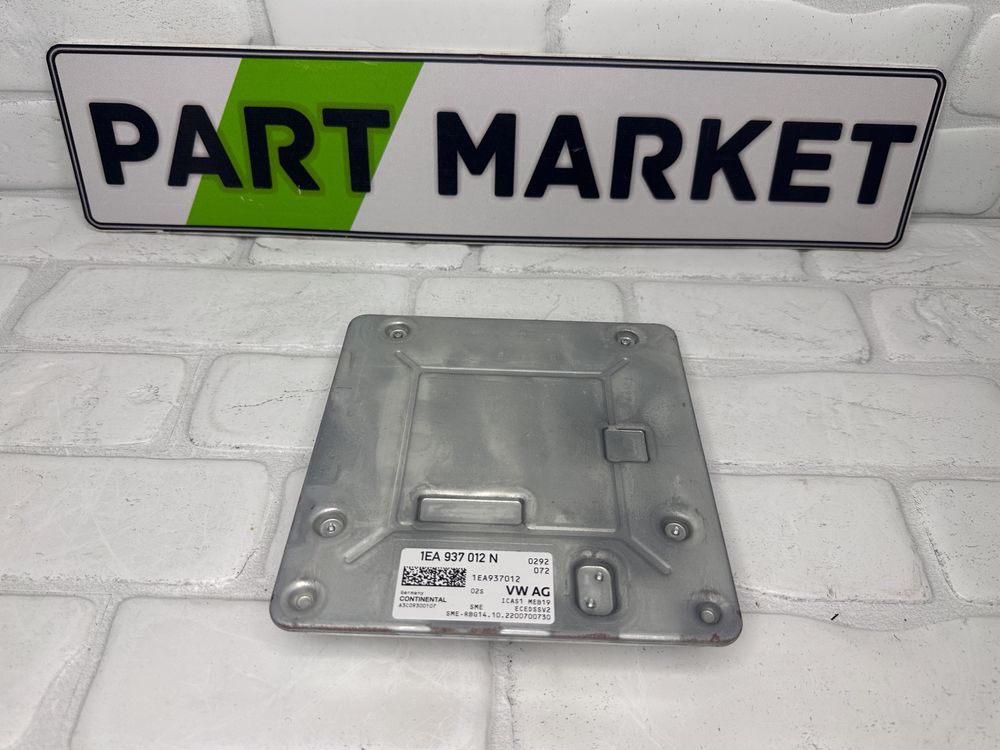 PART MARKET
1EA 937 012 N
0292
072
1EA937012
02S
VW AG
Germany
CONTINENTAL
A3C09300107
ICAS1 MEB19
SME
ECEDSSV2
SME-RBG14.10.2200700730